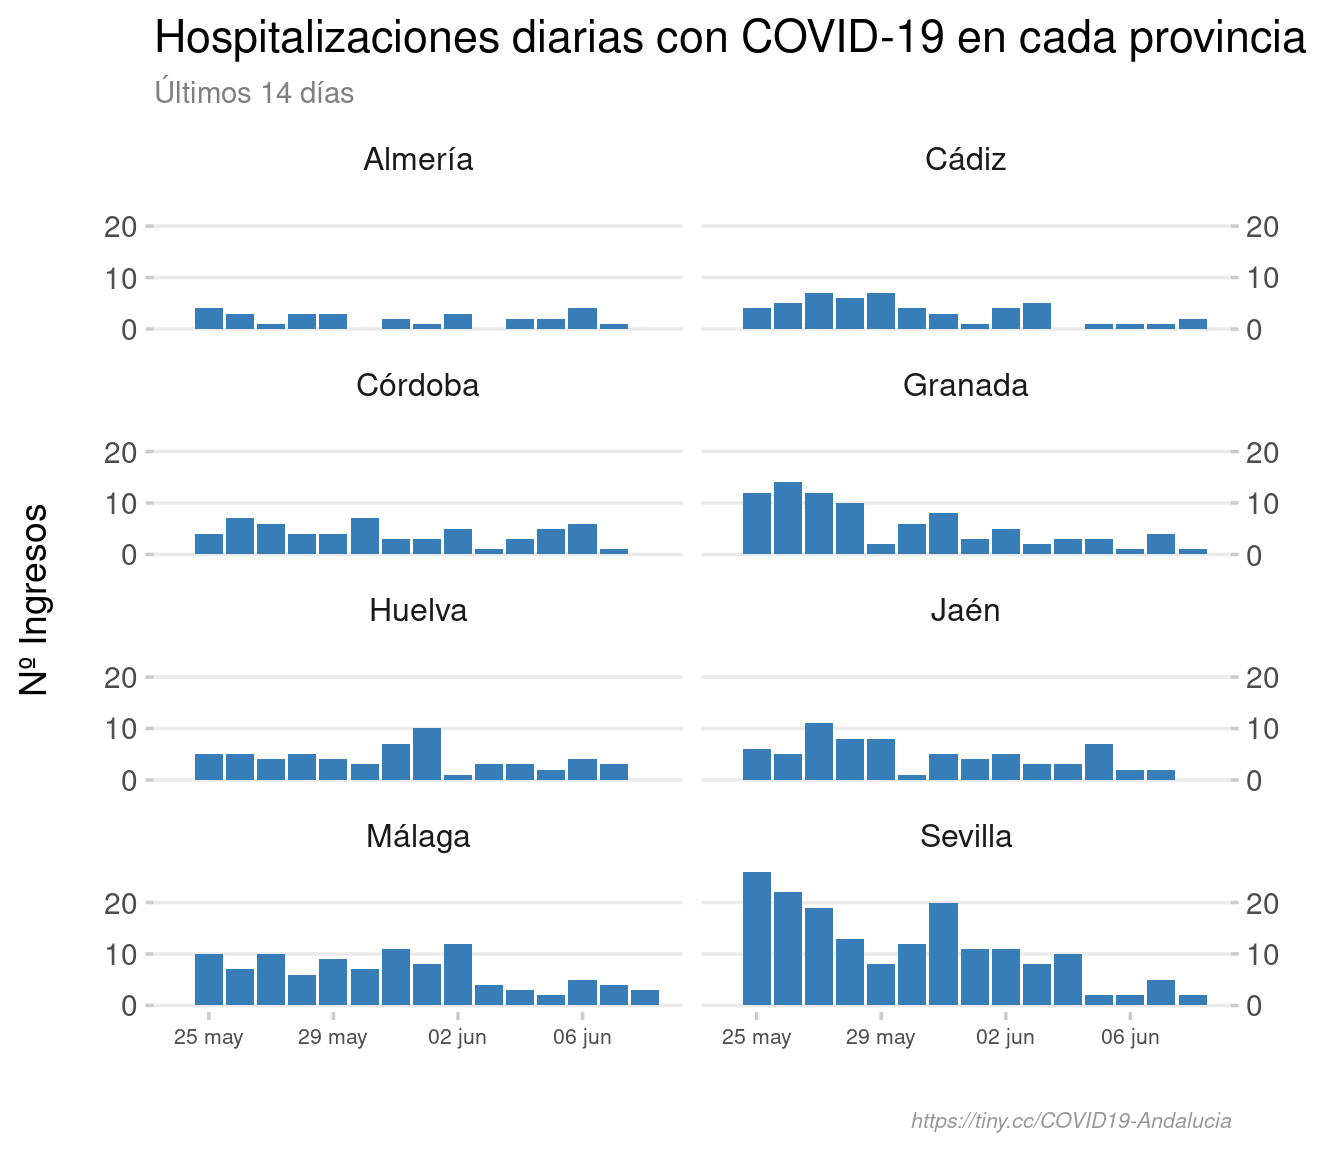 Hospitalizaciones diarias con COVID-19 en cada provincia
Últimos 14 días
Almería
Cádiz
20
10
0
20
10
0
Córdoba
Granada
20
10
0
20
10
0
Nº Ingresos
Huelva
Jaén
20
10
0
20
10
0
Málaga
Sevilla
20
10
0
20
10
0
25 may 29 may 02 jun 06 jun
25 may 29 may 02 jun 06 jun
https://tiny.cc/COVID19-Andalucia